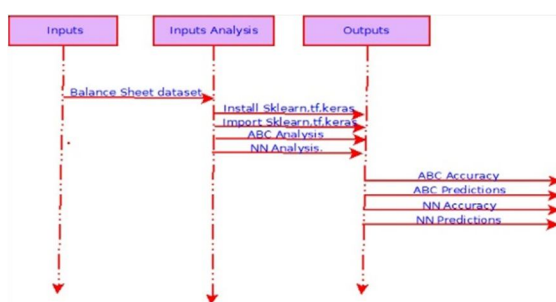 Inputs
Inputs Analysis
Outputs
Balance Sheet dataset
Install Sklearn.tf.keras
Import Sklearn.tf.keras
ABC Analysis
NN Analysis.
ABC Accuracy
ABC Predictions
NN Accuracy
NN Predictions